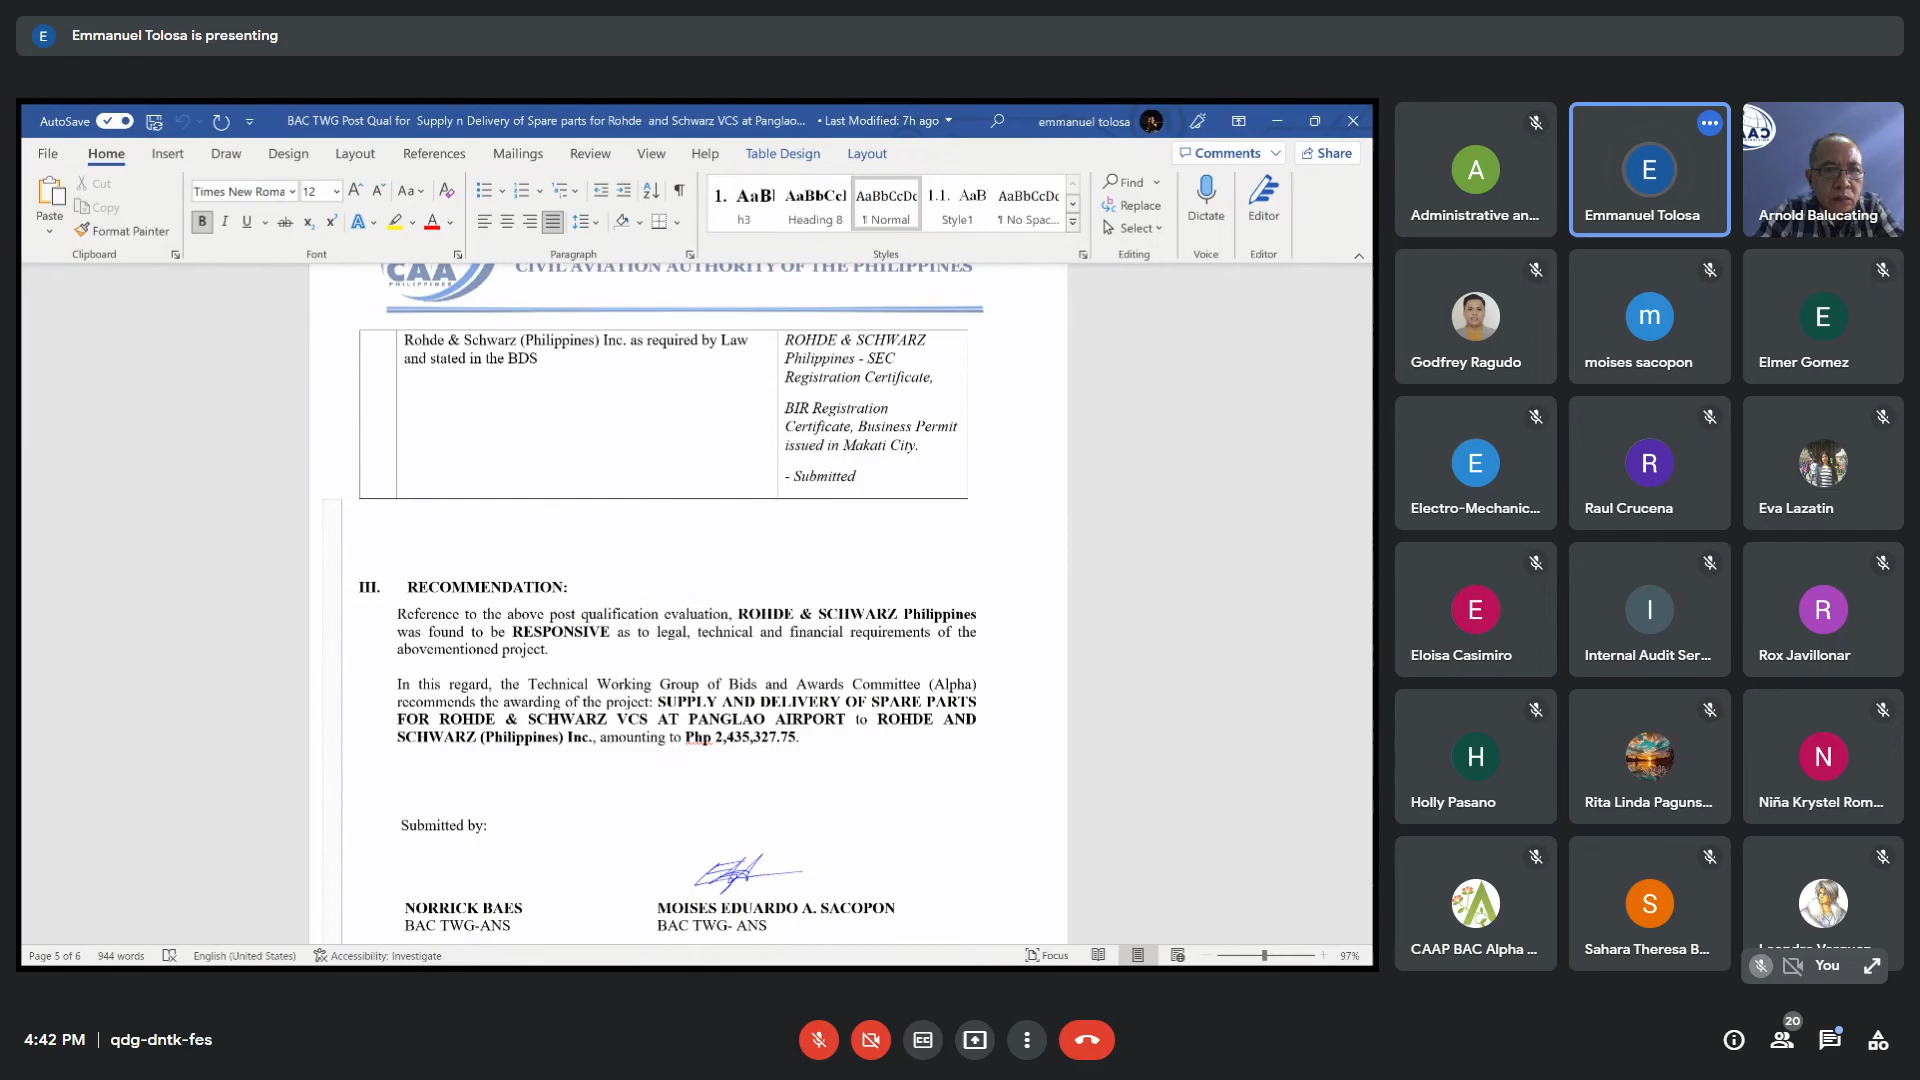 E Emmanuel Tolosa is presenting
AutoSave
BAC TWG Post Qual for Supply n Delivery of Spare parts for Rohde and Schwarz VCS at Panglao... • Last Modified: 7h ago
emmanuel tolosa
File Home Insert Draw Design Layout References Mailings Review View Help Table Design Layout
Comments
Share
Paste
Cut
Copy
Format Painter
Clipboard
Times New Roma 12
Font
Paragraph
1. AaBl AaBbCcl AaBbCcDc 1.1. AaB AaBbCcDc
h3 Heading 8 ¶ Normal Style1 ¶ No Spac...
Styles
Find
Replace
Select
Editing
Dictate
Voice
Editor
Editor
CAA
PHILIPPINES
CIVIL AVIATION AUTHORITY OF THE PHILIPPINES
Rohde & Schwarz (Philippines) Inc. as required by Law
and stated in the BDS
ROHDE & SCHWARZ
Philippines - SEC
Registration Certificate,
BIR Registration
Certificate, Business Permit
issued in Makati City.
- Submitted
III. RECOMMENDATION:
Reference to the above post qualification evaluation, ROHDE & SCHWARZ Philippines
was found to be RESPONSIVE as to legal, technical and financial requirements of the
abovementioned project.
In this regard, the Technical Working Group of Bids and Awards Committee (Alpha)
recommends the awarding of the project: SUPPLY AND DELIVERY OF SPARE PARTS
FOR ROHDE & SCHWARZ VCS AT PANGLAO AIRPORT to ROHDE AND
SCHWARZ (Philippines) Inc., amounting to Php 2,435,327.75.
Submitted by:
NORRICK BAES
BAC TWG-ANS
MOISES EDUARDO A. SACOPON
BAC TWG- ANS
Page 5 of 6 944 words English (United States) Accessibility: Investigate
Focus
97%
A
Administrative an...
E
Emmanuel Tolosa
Arnold Balucating
Godfrey Ragudo
m
moises sacopon
E
Elmer Gomez
E
Electro-Mechanic...
R
Raul Crucena
Eva Lazatin
E
Eloisa Casimiro
I
Internal Audit Ser...
R
Rox Javillonar
H
Holly Pasano
Rita Linda Paguns...
N
Niña Krystel Rom...
CAAP BAC Alpha ...
S
Sahara Theresa B...
You
4:42 PM | qdg-dntk-fes
20